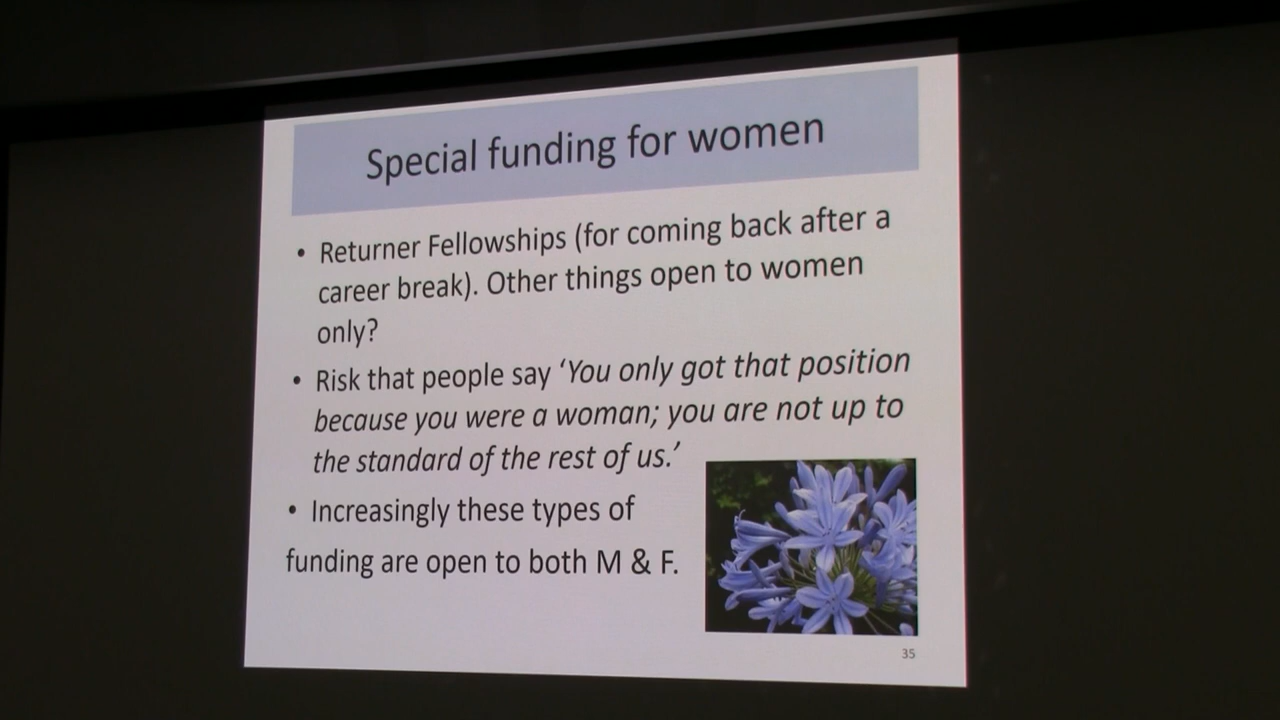 Special funding for women
• Returner Fellowships (for coming back after a
career break). Other things open to women
only?
• Risk that people say ‘You only got that position
because you were a woman; you are not up to
the standard of the rest of us.’
• Increasingly these types of
funding are open to both M & F.
35